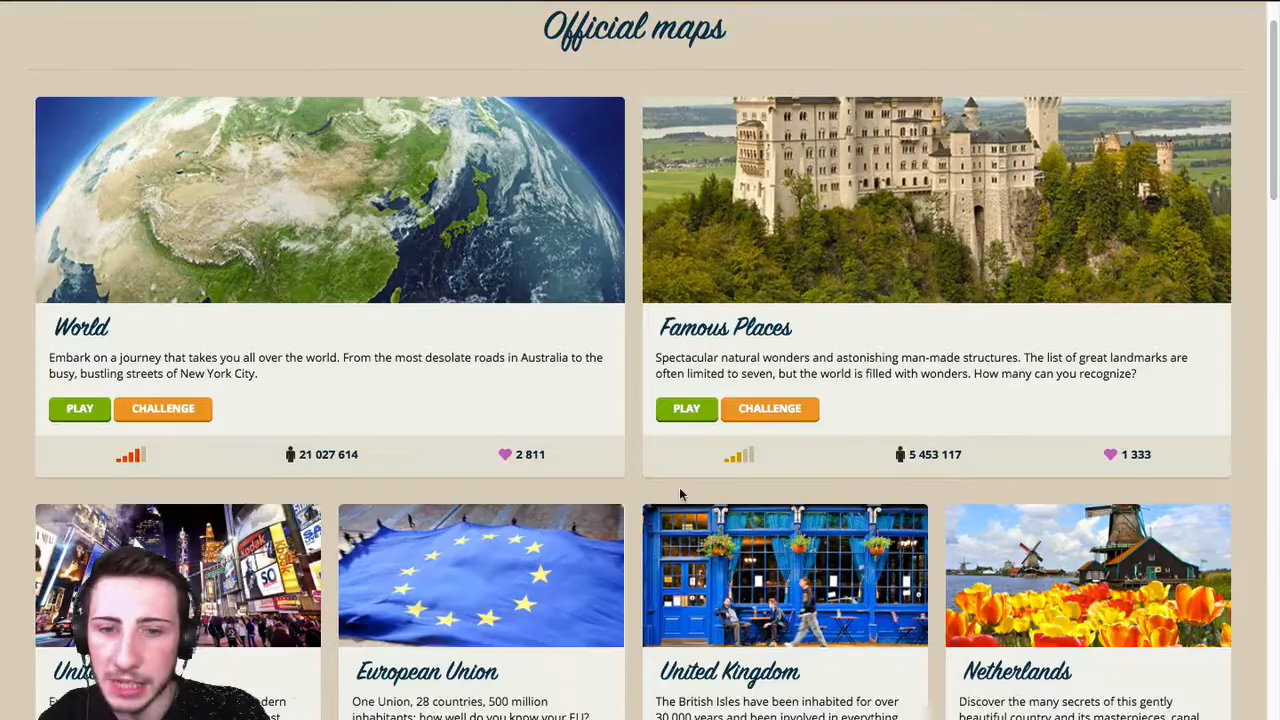 Official maps
World
Embark on a journey that takes you all over the world. From the most desolate roads in Australia to the
busy, bustling streets of New York City.
PLAY CHALLENGE
21 027 614
2 811
Famous Places
Spectacular natural wonders and astonishing man-made structures. The list of great landmarks are
often limited to seven, but the world is filled with wonders. How many can you recognize?
PLAY CHALLENGE
5 453 117
1 333
Kodak
SQ
European Union
One Union, 28 countries, 500 million
inhabitants: how well do you know your EU?
United Kingdom
The British Isles have been inhabited for over
30,000 years and been involved in everything
Netherlands
Discover the many secrets of this gently
beautiful country and its masterpieces, canal